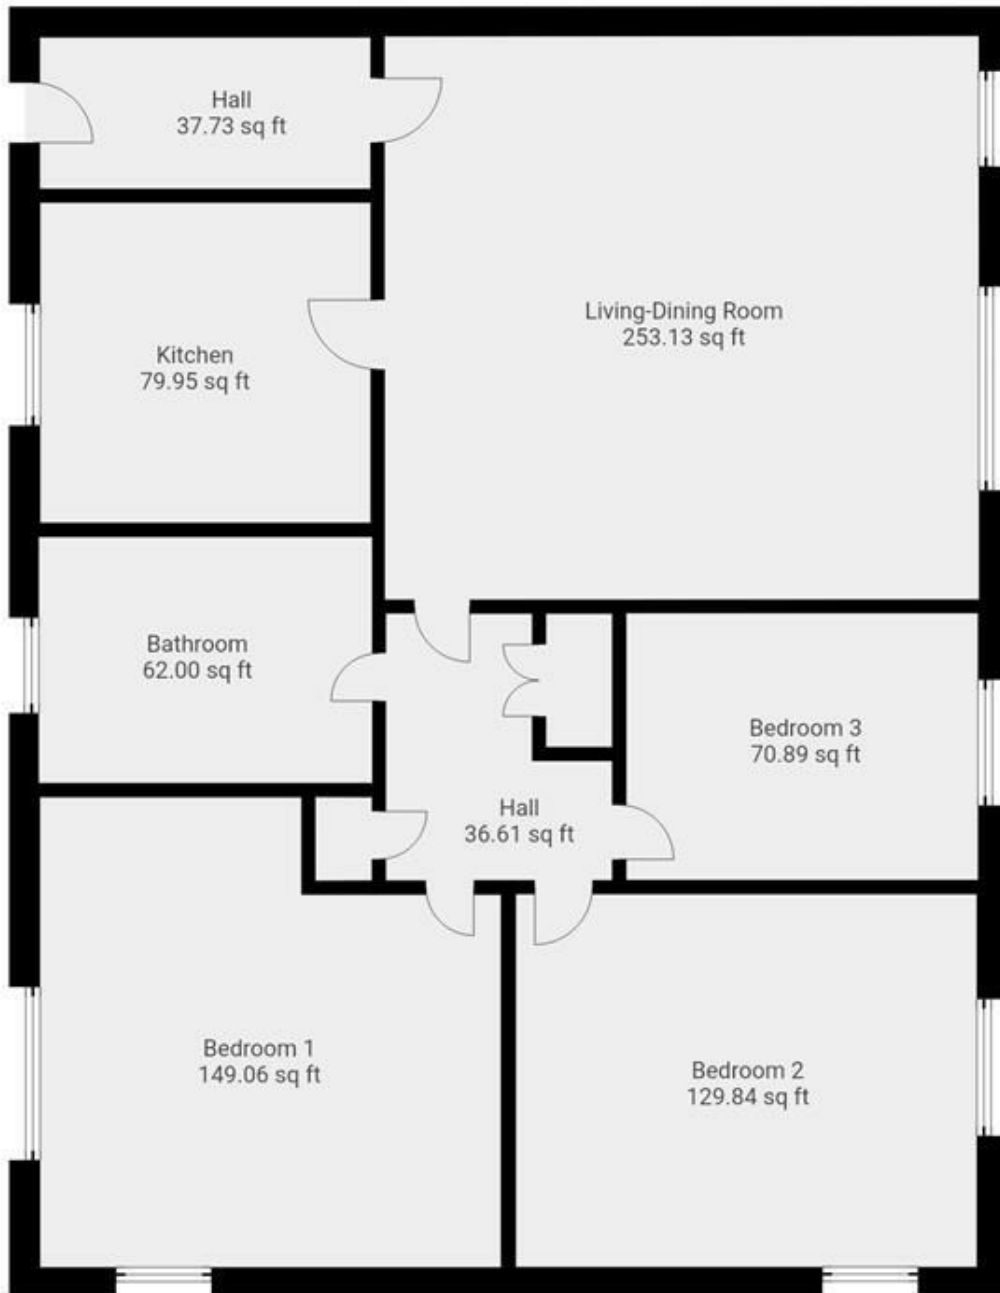 Hall
37.73 sq ft
Living-Dining Room
253.13 sq ft
Kitchen
79.95 sq ft
Bathroom
62.00 sq ft
Bedroom 3
70.89 sq ft
Hall
36.61 sq ft
Bedroom 1
149.06 sq ft
Bedroom 2
129.84 sq ft